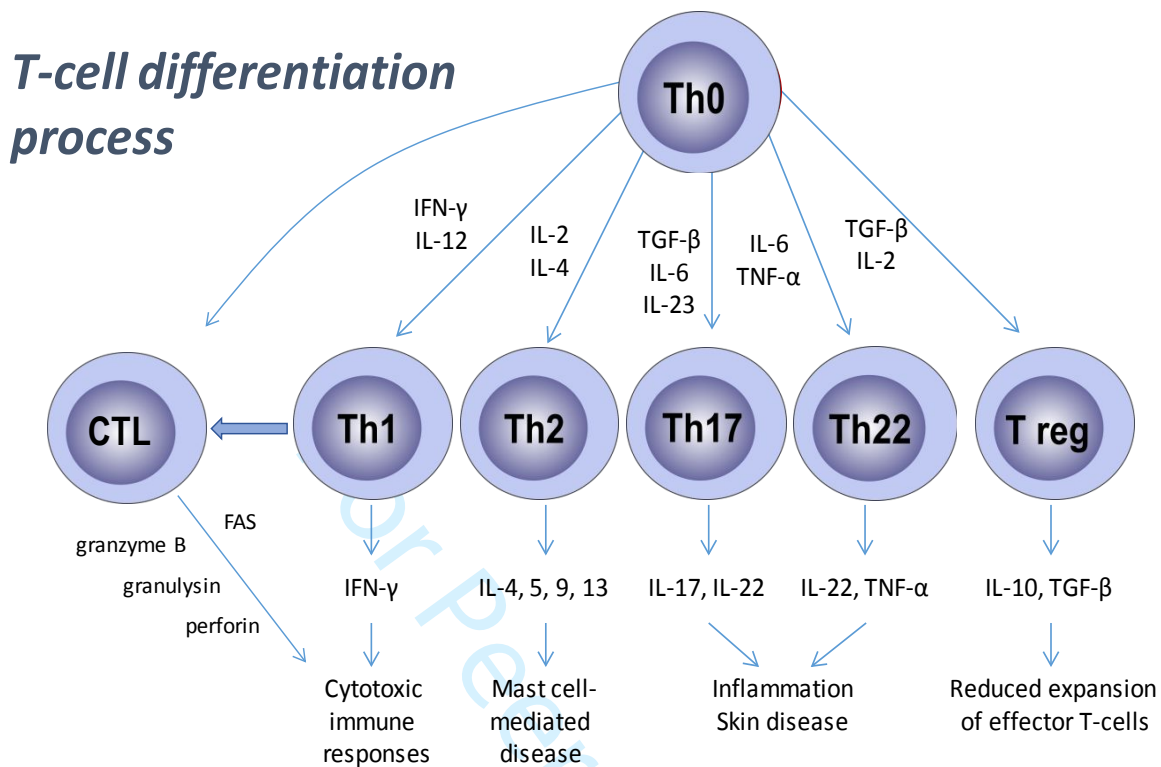 T-cell differentiation
process
Th0
IFN-γ
IL-12
IL-2
IL-4
TGF-β
IL-6
IL-23
IL-6
TNF-α
TGF-β
IL-2
CTL
Th1
Th2
Th17
Th22
T reg
FAS
granzyme B
granulysin
perforin
IFN-γ
IL-4, 5, 9, 13
IL-17, IL-22
IL-22, TNF-α
IL-10, TGF-β
Cytotoxic
immune
responses
Mast cell-
mediated
disease
Inflammation
Skin disease
Reduced expansion
of effector T-cells
or Peer